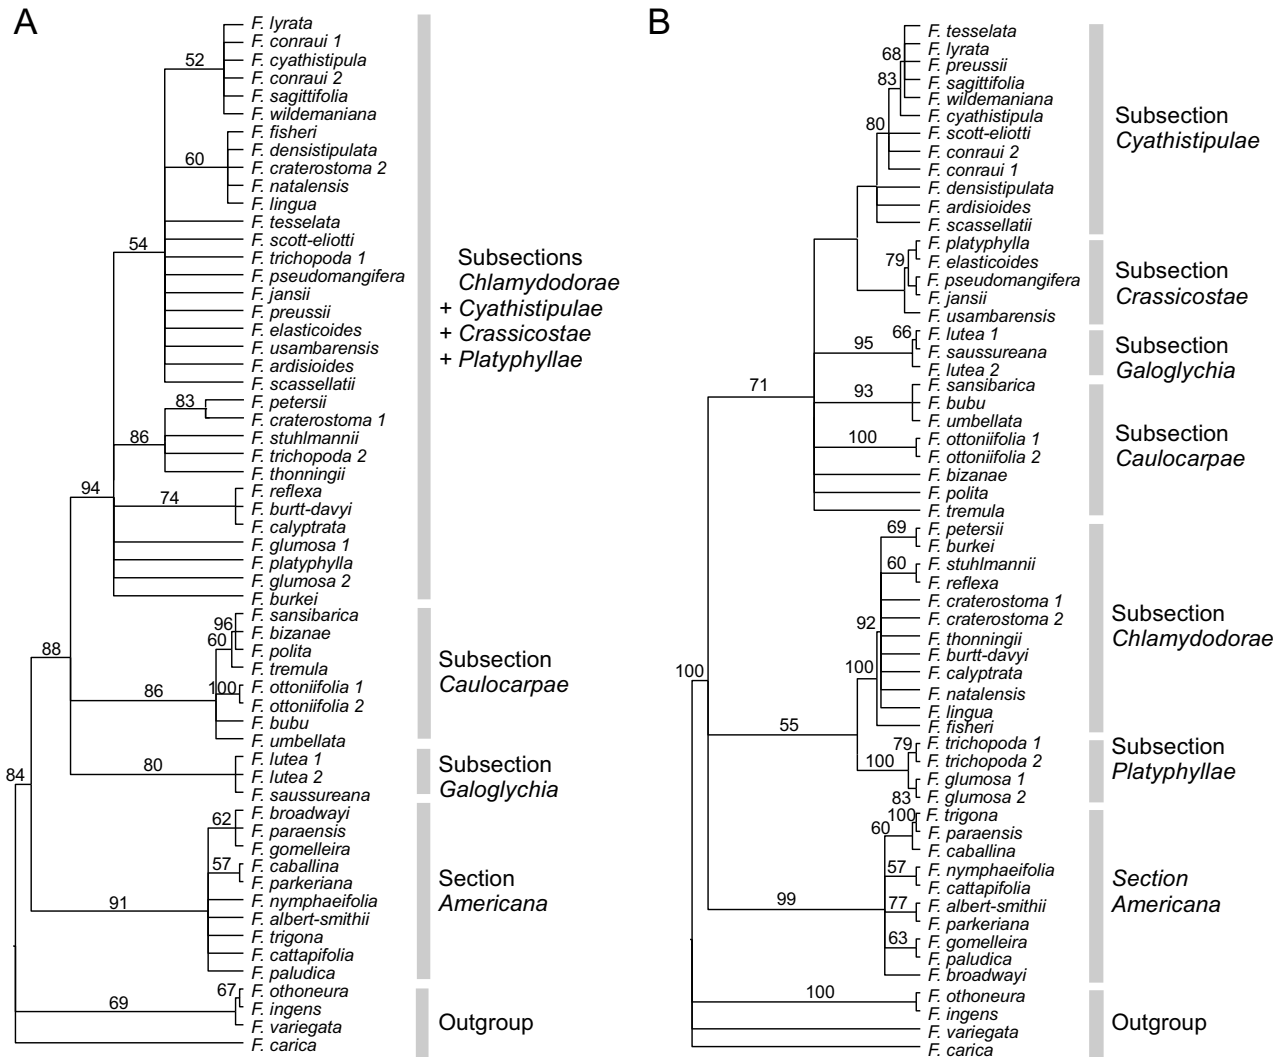 A
F. lyrata
F. conraui 1
52
F. cyathistipula
F. conraui 2
F. sagittifolia
F. wildemaniana
F. fisheri
F. densistipulata
60
F. craterostoma 2
F. natalensis
F. lingua
F. tesselata
54
F. scott-eliotti
F. trichopoda 1
F. pseudomangifera
F. jansii
F. preussii
F. elasticoides
F. usambarensis
F. ardisioides
F. scassellatii
83
F. petersii
F. craterostoma 1
86
F. stuhlmannii
F. trichopoda 2
F. thonningii
94
F. reflexa
74
F. burtt-davyi
F. calyptrata
F. glumosa 1
F. platyphylla
F. glumosa 2
F. burkei
Subsections
Chlamydodorae
+ Cyathistipulae
+ Crassicostae
+ Platyphyllae
F. sansibarica
96
F. bizanae
60
F. polita
88
F. tremula
86
100
F. ottoniifolia 1
F. ottoniifolia 2
F. bubu
F. umbellata
Subsection
Caulocarpae
F. lutea 1
80
F. lutea 2
F. saussureana
Subsection
Galoglychia
84
F. broadwayi
62
F. paraensis
F. gomelleira
F. caballina
57
F. parkeriana
91
F. nymphaeifolia
F. albert-smithii
F. trigona
F. cattapifolia
F. paludica
Section
Americana
67
F. othoneura
69
F. ingens
F. variegata
F. carica
Outgroup
B
F. tesselata
F. lyrata
68
F. preussii
83
F. sagittifolia
F. wildemaniana
F. cyathistipula
80
F. scott-eliotti
F. conraui 2
F. conraui 1
F. densistipulata
F. ardisioides
F. scassellatii
Subsection
Cyathistipulae
F. platyphylla
79
F. elasticoides
F. pseudomangifera
F. jansii
F. usambarensis
Subsection
Crassicostae
66
F. lutea 1
95
F. saussureana
F. lutea 2
Subsection
Galoglychia
71
F. sansibarica
93
F. bubu
F. umbellata
100
F. ottoniifolia 1
F. ottoniifolia 2
F. bizanae
F. polita
F. tremula
Subsection
Caulocarpae
69
F. petersii
F. burkei
60
F. stuhlmannii
F. reflexa
F. craterostoma 1
92
F. craterostoma 2
F. thonningii
F. burtt-davyi
100
F. calyptrata
F. natalensis
F. lingua
F. fisheri
Subsection
Chlamydodorae
100
55
79
F. trichopoda 1
100
F. trichopoda 2
F. glumosa 1
83
F. glumosa 2
Subsection
Platyphyllae
100
F. trigona
60
F. paraensis
F. caballina
57
F. nymphaeifolia
F. cattapifolia
99
77
F. albert-smithii
F. parkeriana
63
F. gomelleira
F. paludica
F. broadwayi
Section
Americana
100
F. othoneura
F. ingens
F. variegata
F. carica
Outgroup